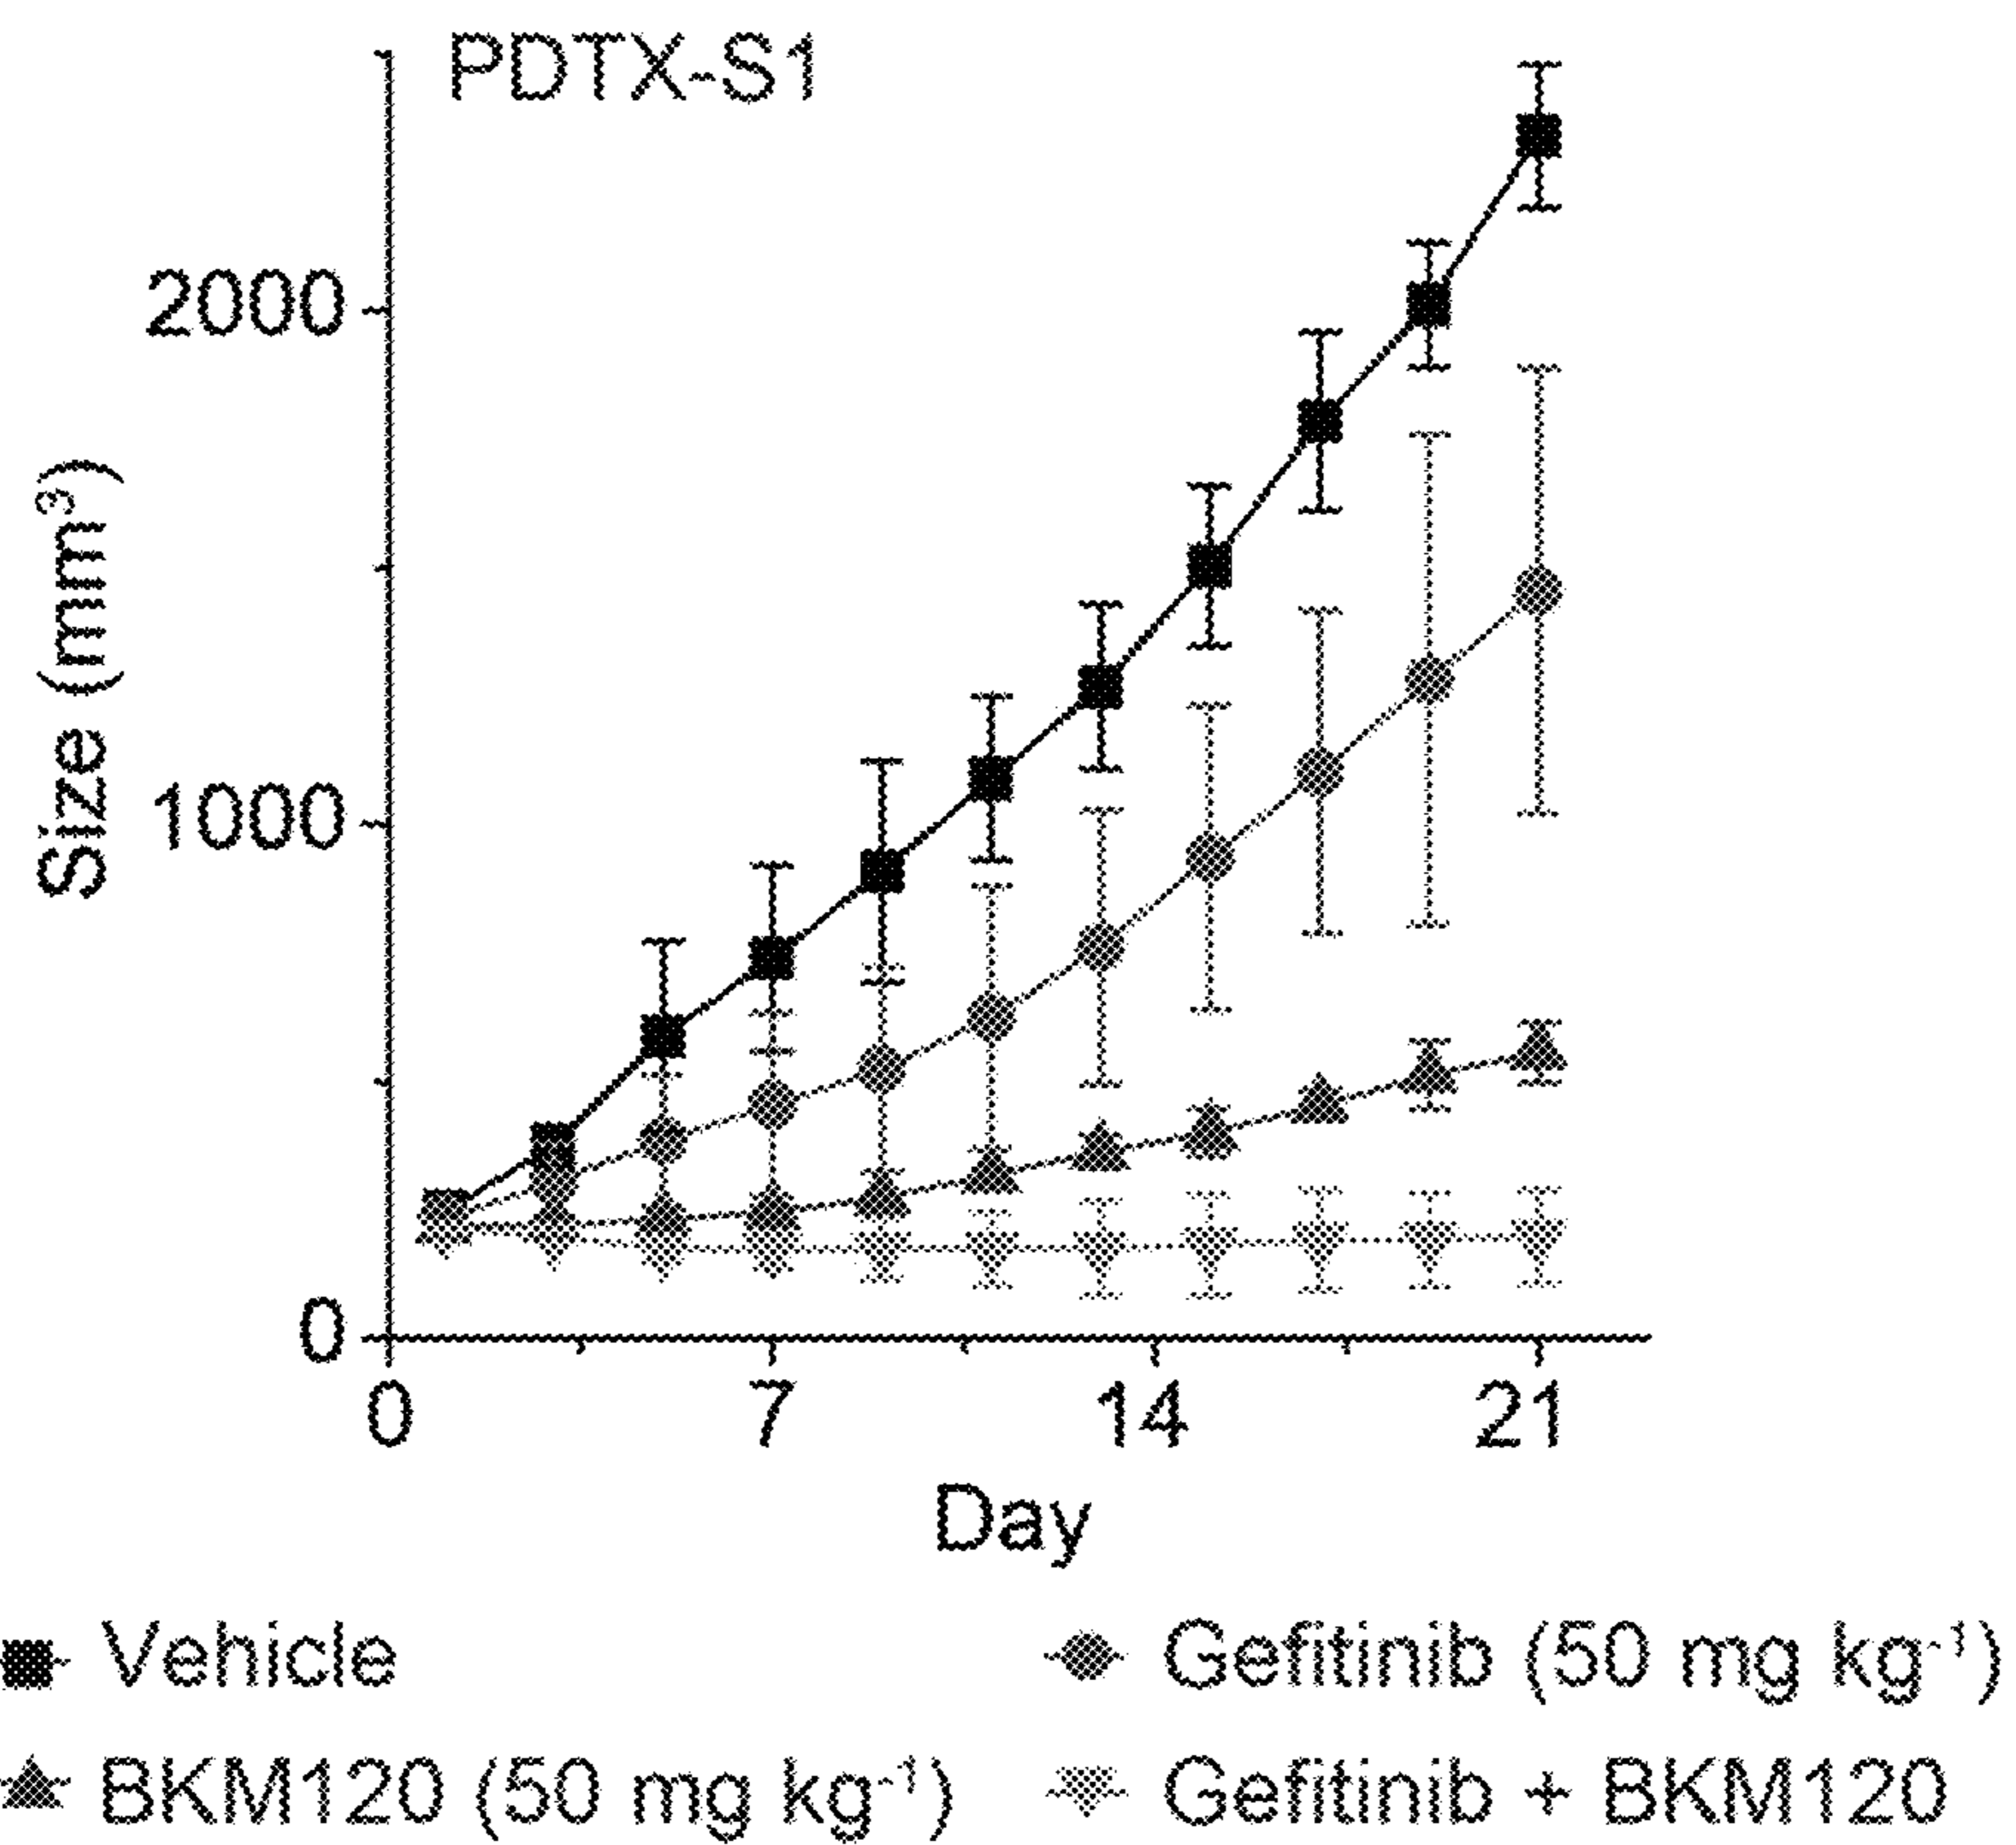 PDTX-S1
2000
1000
0
Size (mm³)
0 7 14 21
Day
Vehicle
Gefitinib (50 mg kg⁻¹)
BKM120 (50 mg kg⁻¹)
Gefitinib + BKM120